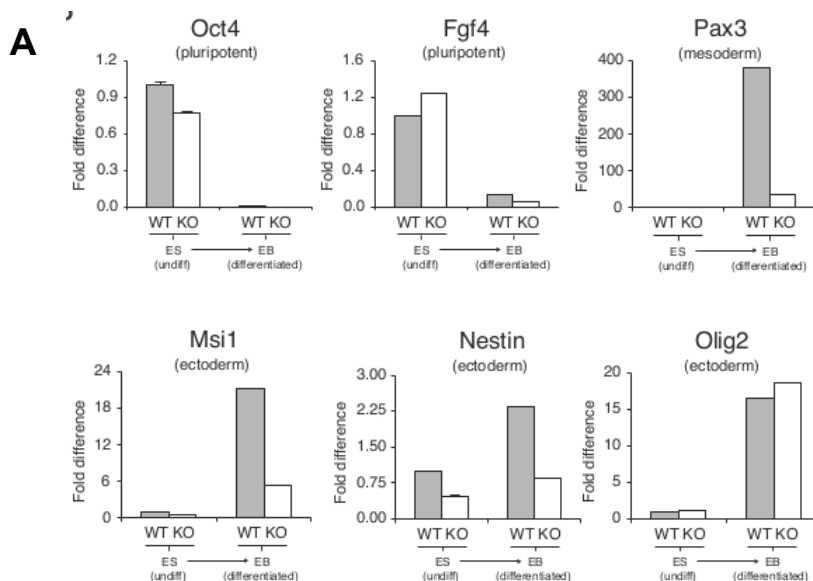 A
Oct4
(pluripotent)
Fold difference
1.2
0.9
0.6
0.3
0.0
WT KO WT KO
ES EB
(undiff) (differentiated)
Fgf4
(pluripotent)
Fold difference
1.6
1.2
0.8
0.4
0.0
WT KO WT KO
ES EB
(undiff) (differentiated)
Pax3
(mesoderm)
Fold difference
400
300
200
100
0
WT KO WT KO
ES EB
(undiff) (differentiated)
Msi1
(ectoderm)
Fold difference
24
18
12
6
0
WT KO WT KO
ES EB
(undiff) (differentiated)
Nestin
(ectoderm)
Fold difference
3.00
2.25
1.50
0.75
0.00
WT KO WT KO
ES EB
(undiff) (differentiated)
Olig2
(ectoderm)
Fold difference
20
15
10
5
0
WT KO WT KO
ES EB
(undiff) (differentiated)